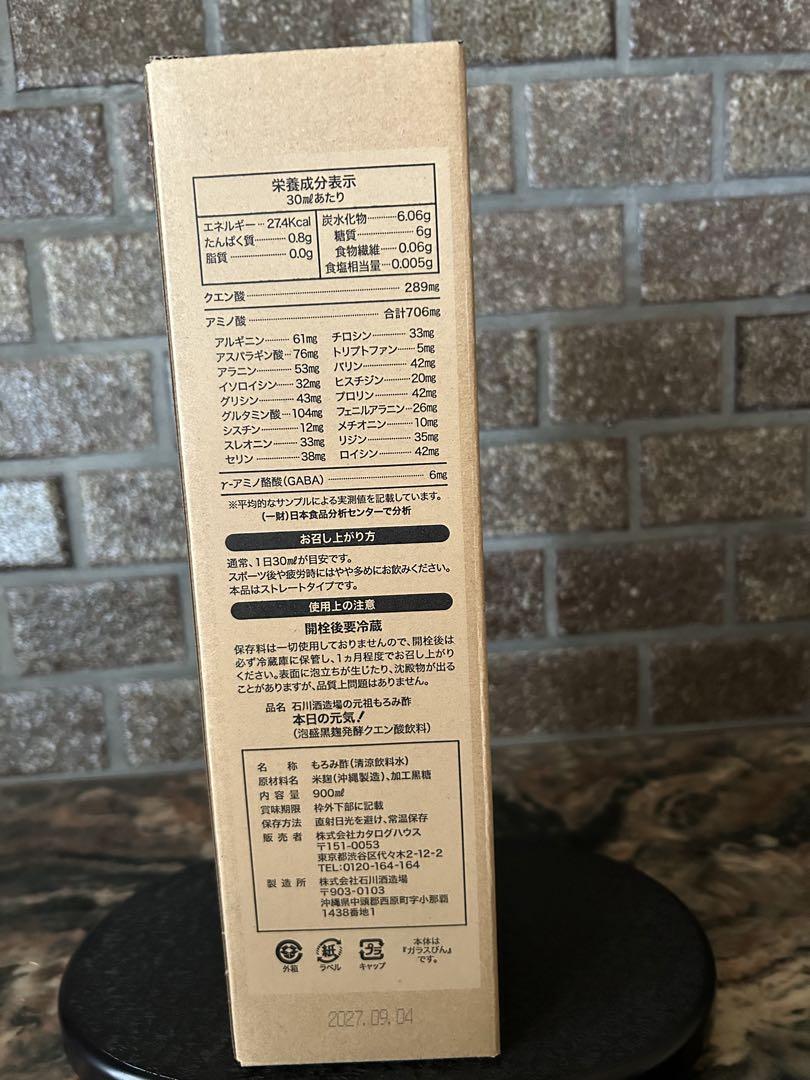 栄養成分表示
30mlあたり
エネルギー…27.4Kcal
たんぱく質………0.8g
脂質………0.0g
炭水化物………6.06g
糖質………6g
食物繊維……0.06g
食塩相当量…0.005g
クエン酸………289mg
アミノ酸………合計706mg
アルギニン………61mg
アスパラギン酸…76mg
アラニン………53mg
イソロイシン………32mg
グリシン………43mg
グルタミン酸…104mg
シスチン………12mg
スレオニン………33mg
セリン………38mg
チロシン………33mg
トリプトファン……5mg
バリン………42mg
ヒスチジン………20mg
プロリン………42mg
フェニルアラニン…26mg
メチオニン………10mg
リジン………35mg
ロイシン………42mg
γ-アミノ酪酸(GABA)………6mg
※平均的なサンプルによる実測値を記載しています。
(一財)日本食品分析センターで分析
お召し上がり方
通常、1日30mlが目安です。
スポーツ後や疲労時にはやや多めにお飲みください。
本品はストレートタイプです。
使用上の注意
開栓後要冷蔵
保存料は一切使用しておりませんので、開栓後は
必ず冷蔵庫に保管し、1ヵ月程度でお召し上がり
ください。表面に泡立ちが生じたり、沈殿物が出る
ことがありますが、品質上問題はありません。
品名 石川酒造場の元祖もろみ酢
本日の元気!
(泡盛黒麹発酵クエン酸飲料)
名称 もろみ酢(清涼飲料水)
原材料名 米麹(沖縄製造)、加工黒糖
内容量 900ml
賞味期限 枠外下部に記載
保存方法 直射日光を避け、常温保存
販売者 株式会社カタログハウス
〒151-0053
東京都渋谷区代々木2-12-2
TEL:0120-164-164
製造所 株式会社石川酒造場
〒903-0103
沖縄県中頭郡西原町字小那覇
1438番地1
紙 プラ
外箱 ラベル キャップ
本体は
『ガラスびん』
です。
2027.09.04